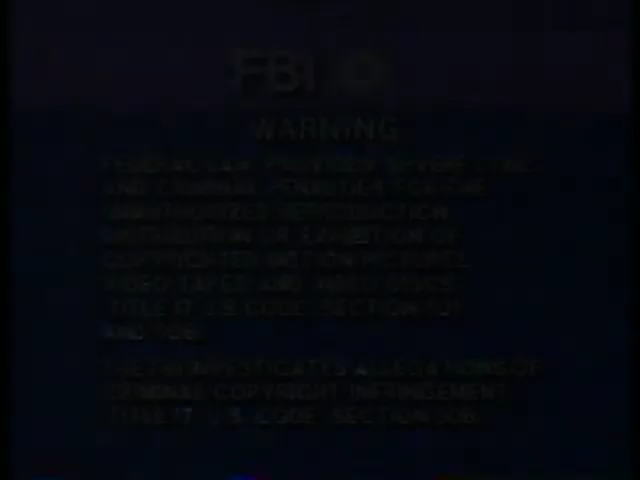 FBI
WARNING
FEDERAL LAW PROVIDES SEVERE CIVIL
AND CRIMINAL PENALTIES FOR THE
UNAUTHORIZED REPRODUCTION,
DISTRIBUTION OR EXHIBITION OF
COPYRIGHTED MOTION PICTURES,
VIDEO TAPES AND VIDEO DISCS.
TITLE 17 U.S. CODE, SECTION 501
AND 506.
THE FBI INVESTIGATES ALLEGATIONS OF
CRIMINAL COPYRIGHT INFRINGEMENT.
TITLE 17 U.S. CODE, SECTION 506.